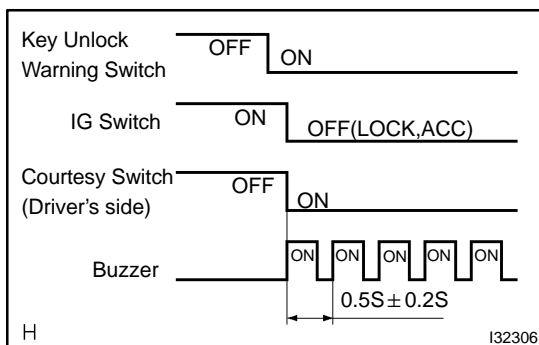 Key Unlock
Warning Switch
OFF
ON
IG Switch
ON
OFF(LOCK,ACC)
Courtesy Switch
(Driver's side)
OFF
ON
Buzzer
ON ON ON ON ON
0.5S±0.2S
H
I32306